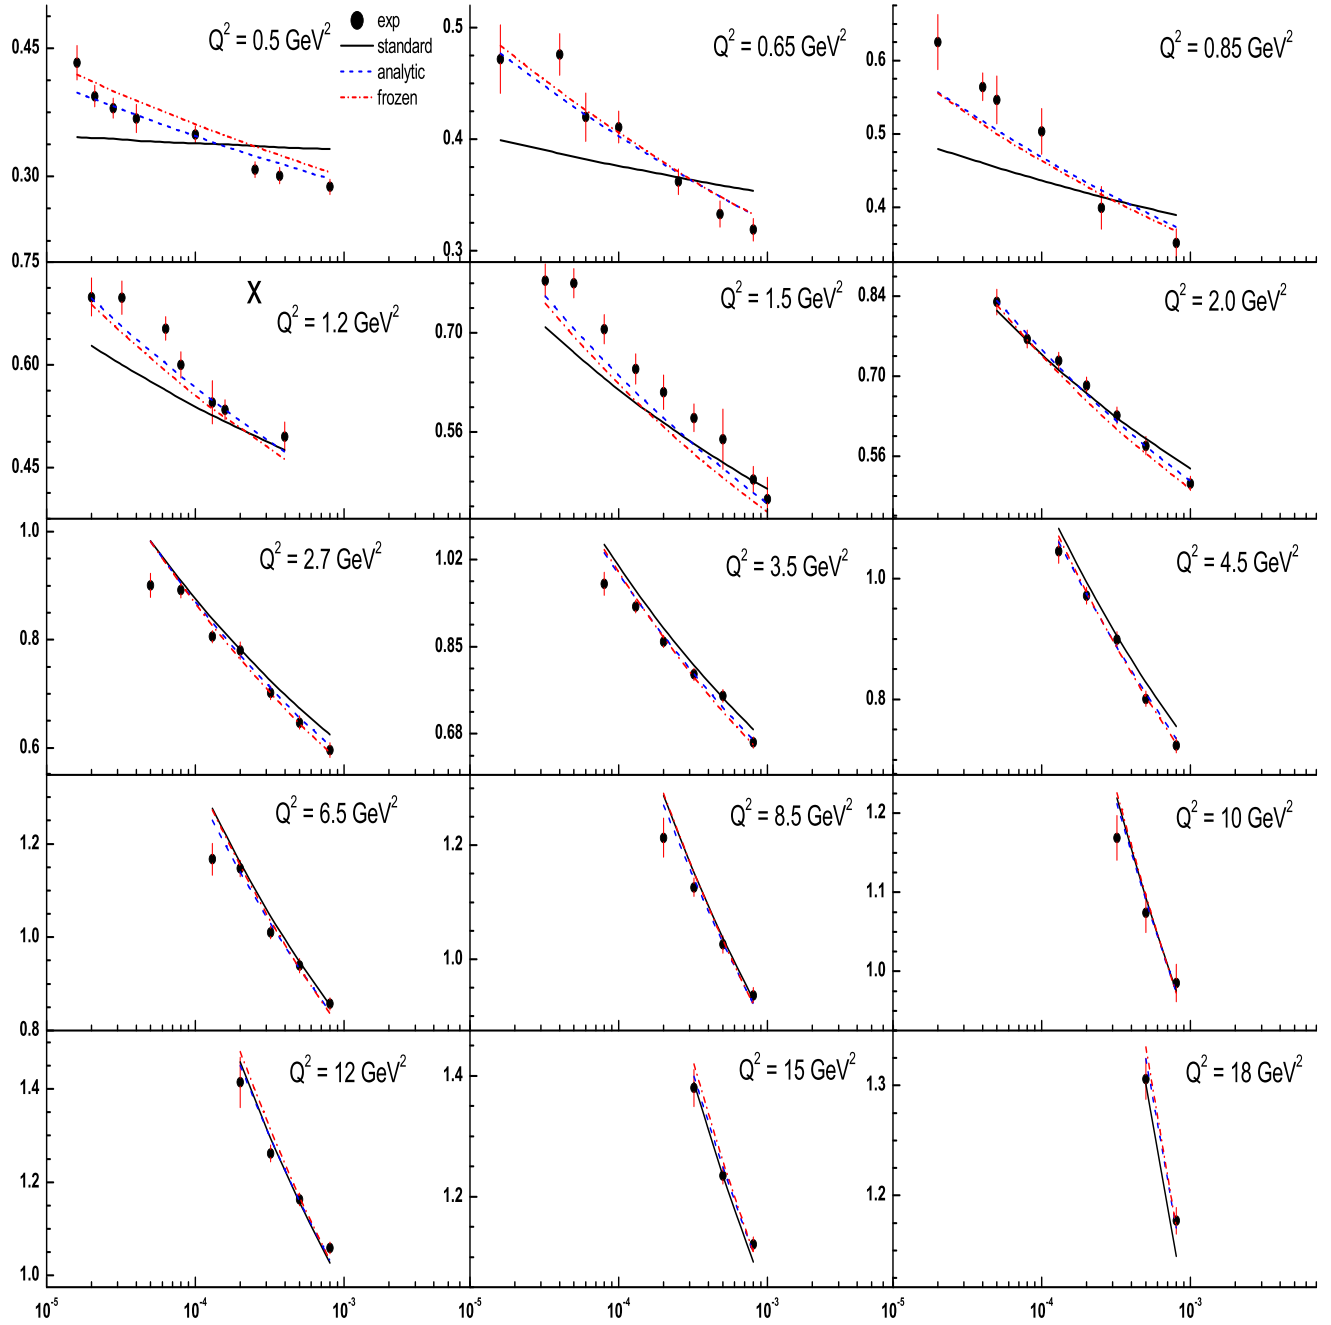 Q² = 0.5 GeV²
exp
standard
analytic
frozen
0.45
0.30
0.75
Q² = 0.65 GeV²
0.5
0.4
0.3
Q² = 0.85 GeV²
0.6
0.5
0.4
X
Q² = 1.2 GeV²
0.60
0.45
Q² = 1.5 GeV²
0.70
0.56
Q² = 2.0 GeV²
0.84
0.70
0.56
Q² = 2.7 GeV²
1.0
0.8
0.6
Q² = 3.5 GeV²
1.02
0.85
0.68
Q² = 4.5 GeV²
1.0
0.8
Q² = 6.5 GeV²
1.2
1.0
0.8
Q² = 8.5 GeV²
1.2
1.0
Q² = 10 GeV²
1.2
1.1
1.0
Q² = 12 GeV²
1.4
1.2
1.0
Q² = 15 GeV²
1.4
1.2
Q² = 18 GeV²
1.3
1.2
10⁻⁵ 10⁻⁴ 10⁻³ 10⁻⁴ 10⁻³ 10⁻⁴ 10⁻³